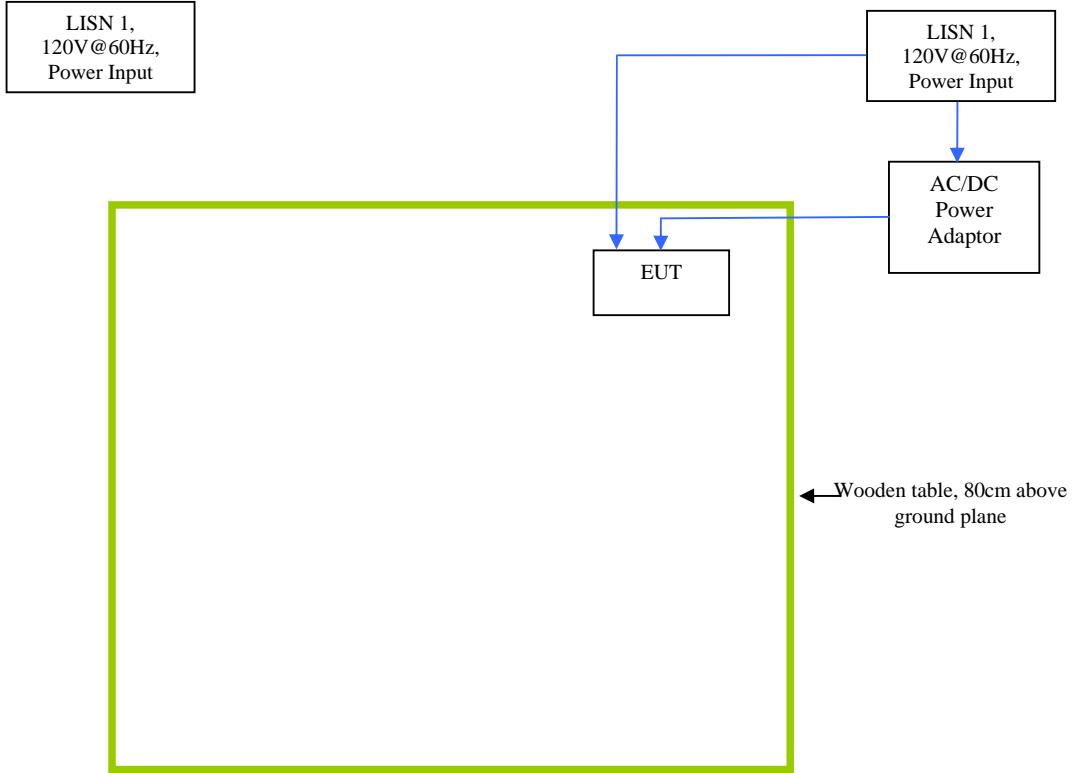 LISN 1,
120V@60Hz,
Power Input
LISN 1,
120V@60Hz,
Power Input
AC/DC
Power
Adaptor
EUT
Wooden table, 80cm above
ground plane